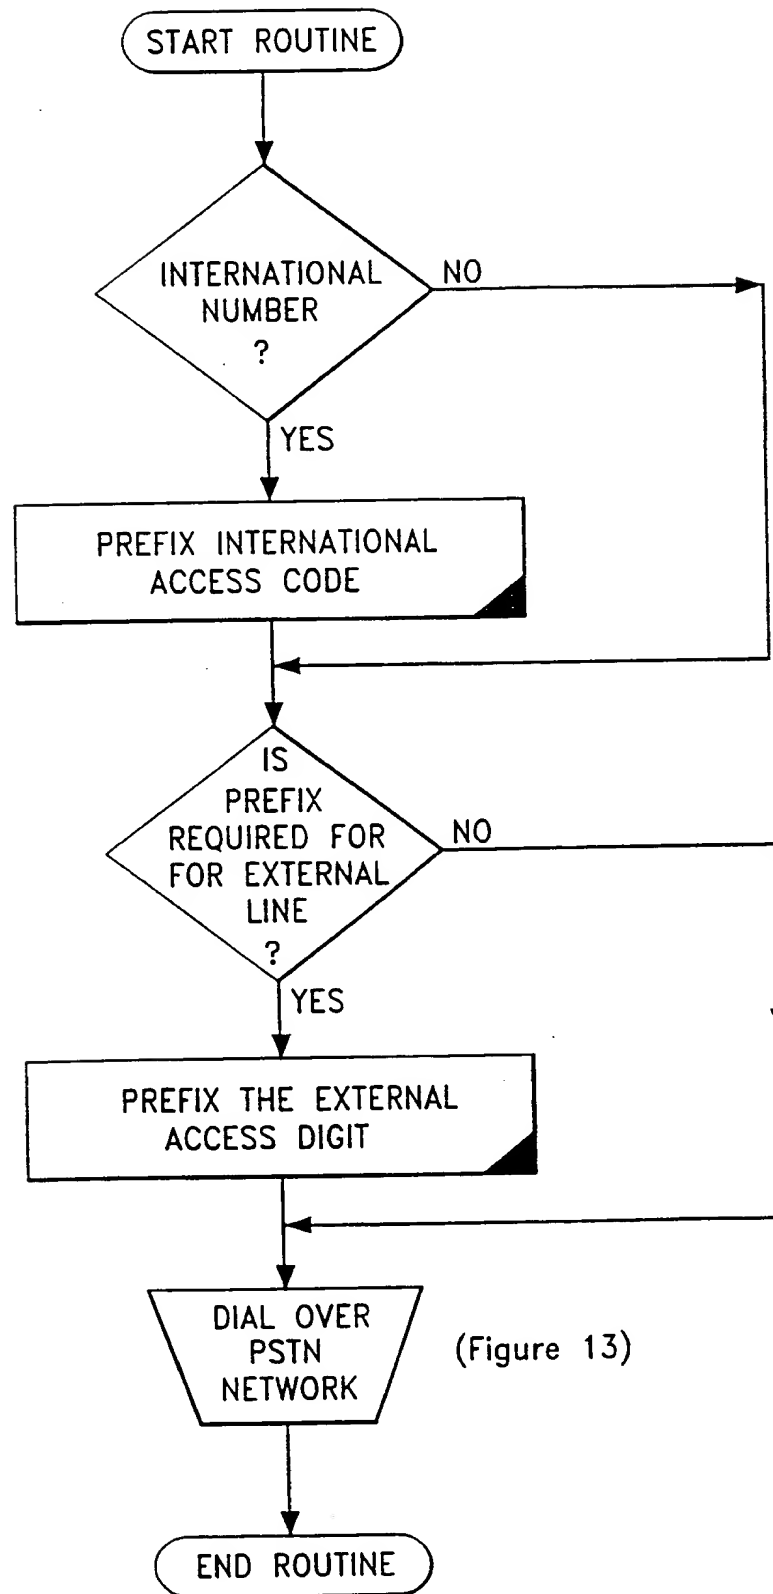 START ROUTINE
INTERNATIONAL
NUMBER
?
NO
YES
PREFIX INTERNATIONAL
ACCESS CODE
IS
PREFIX
REQUIRED FOR
FOR EXTERNAL
LINE
?
NO
YES
PREFIX THE EXTERNAL
ACCESS DIGIT
DIAL OVER
PSTN
NETWORK
(Figure 13)
END ROUTINE